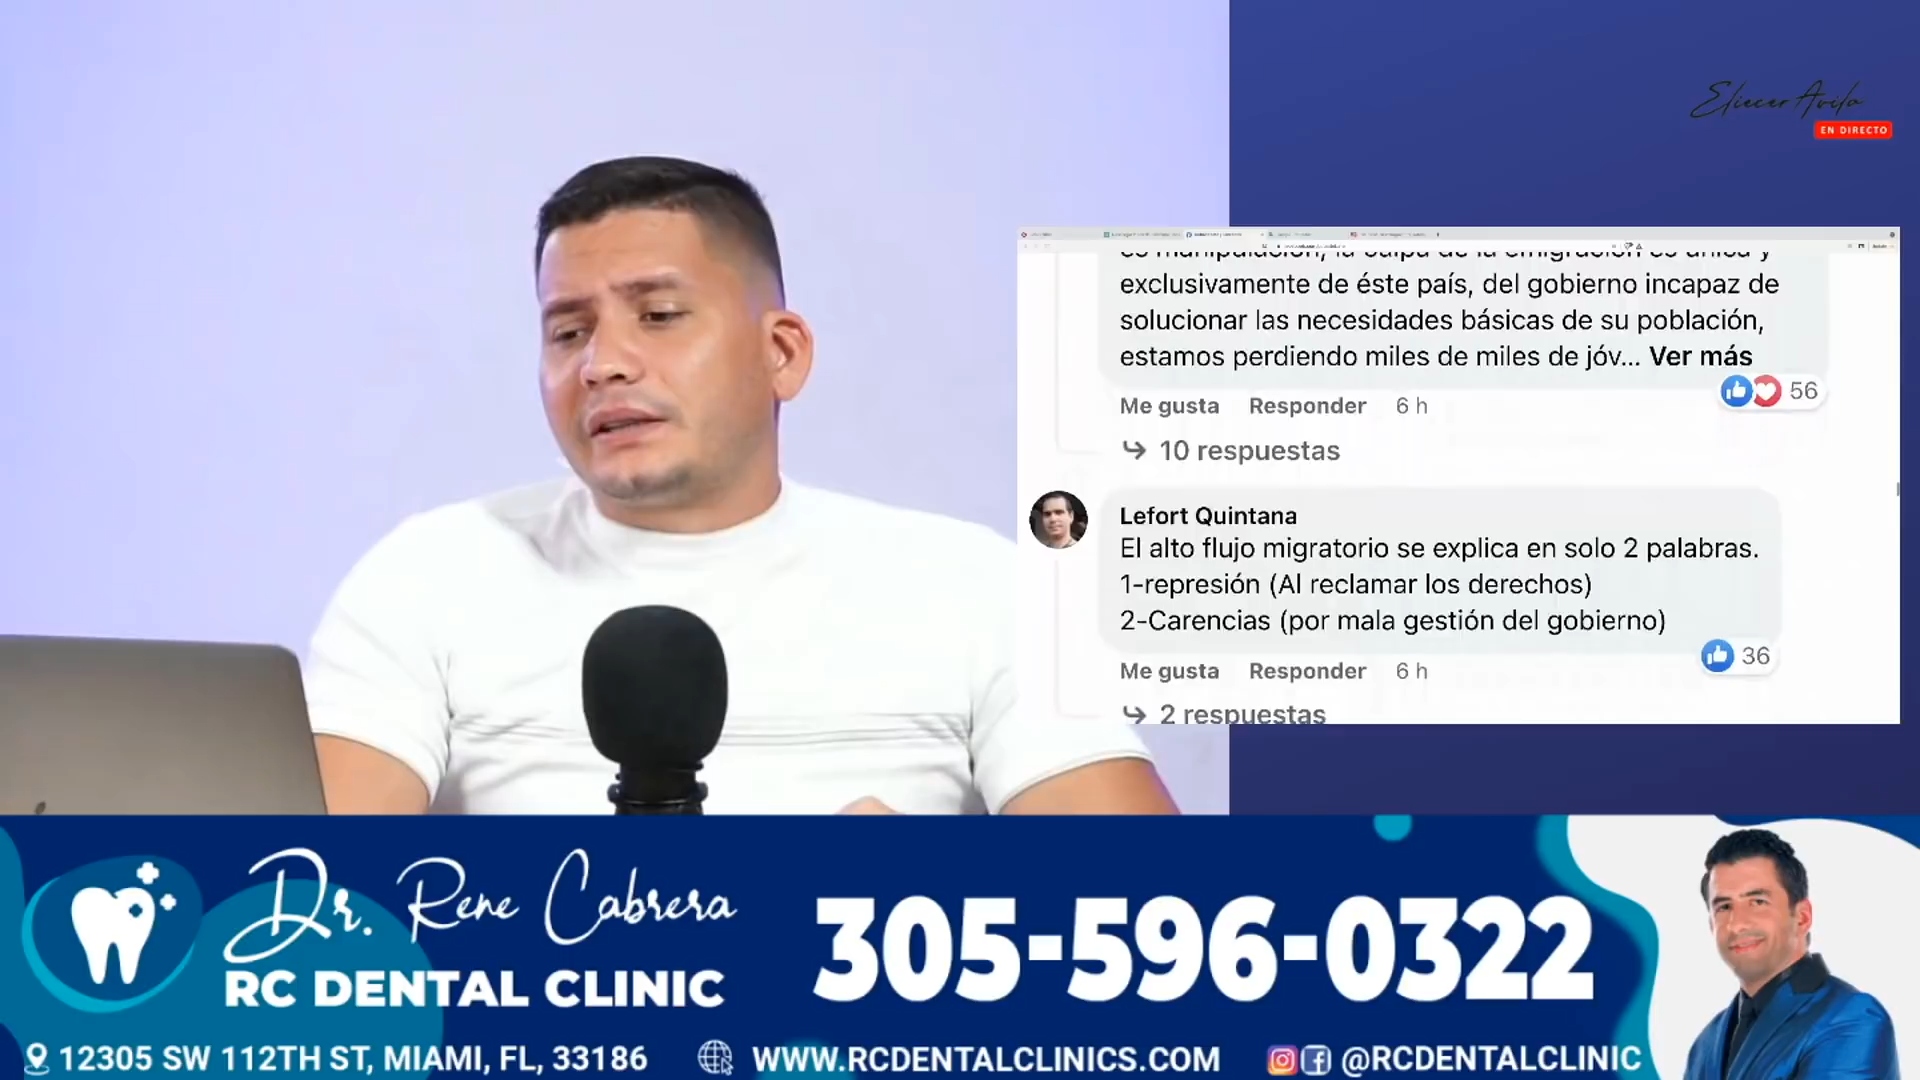 Eliecer Avila
EN DIRECTO
exclusivamente de éste país, del gobierno incapaz de
solucionar las necesidades básicas de su población,
estamos perdiendo miles de miles de jóv... Ver más
Me gusta Responder 6 h
56
10 respuestas
Lefort Quintana
El alto flujo migratorio se explica en solo 2 palabras.
1-represión (Al reclamar los derechos)
2-Carencias (por mala gestión del gobierno)
Me gusta Responder 6 h
36
2 respuestas
Dr. Rene Cabrera
RC DENTAL CLINIC
305-596-0322
12305 SW 112TH ST, MIAMI, FL, 33186
WWW.RCDENTALCLINICS.COM
@RCDENTALCLINIC